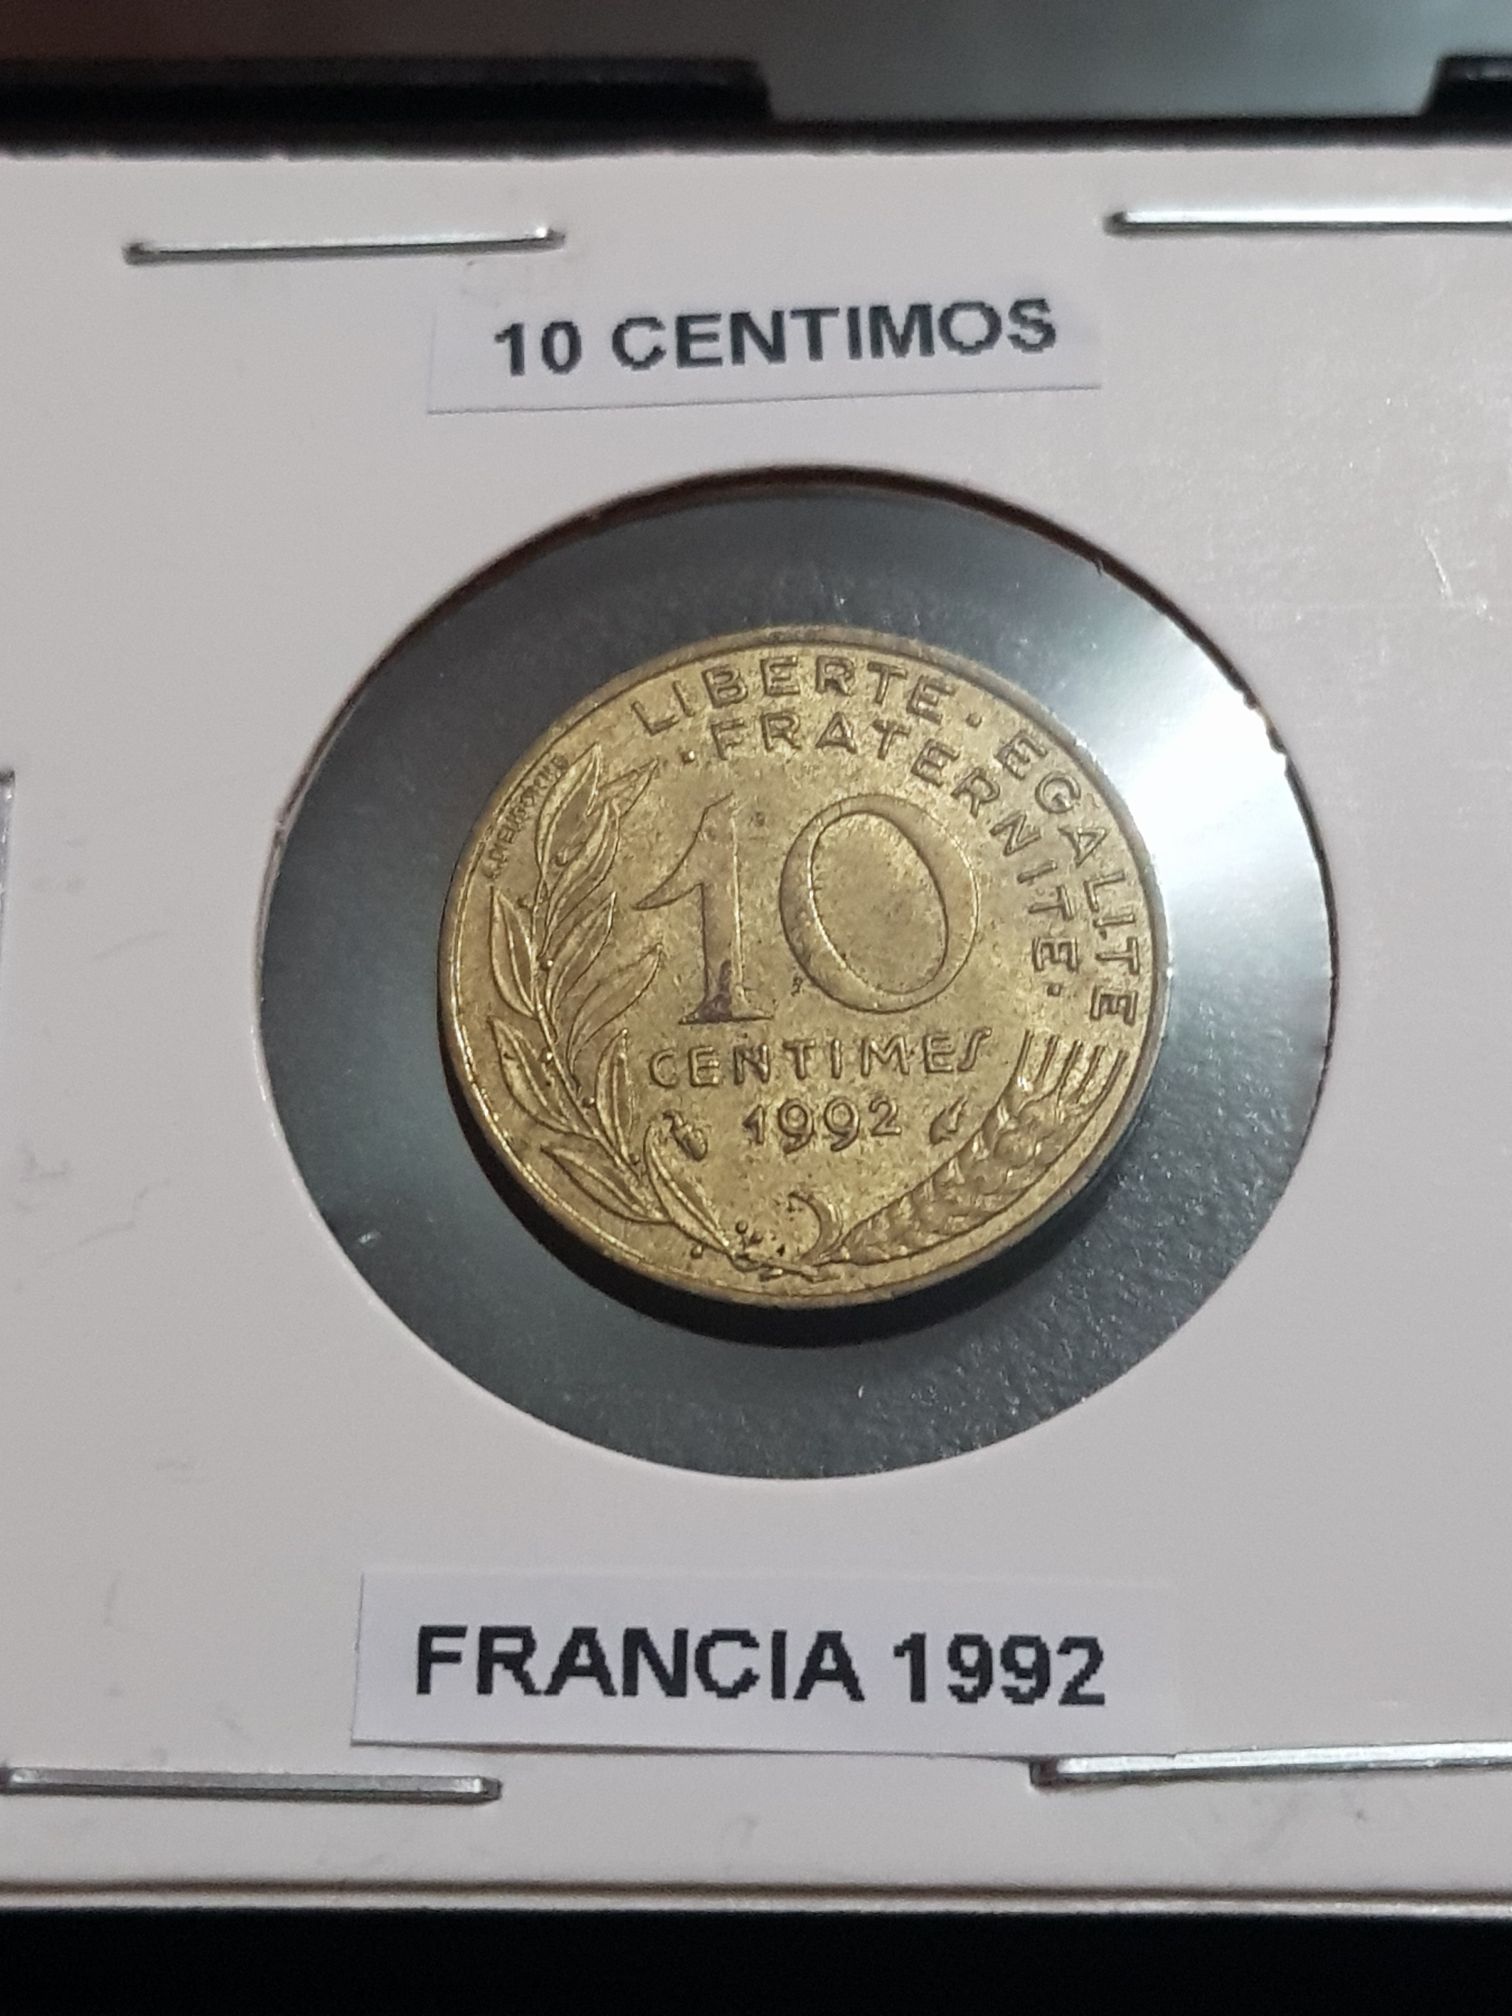 10 CENTIMOS
LIBERTE · EGALITE
· FRATERNITE ·
10
CENTIMES
1992
FRANCIA 1992